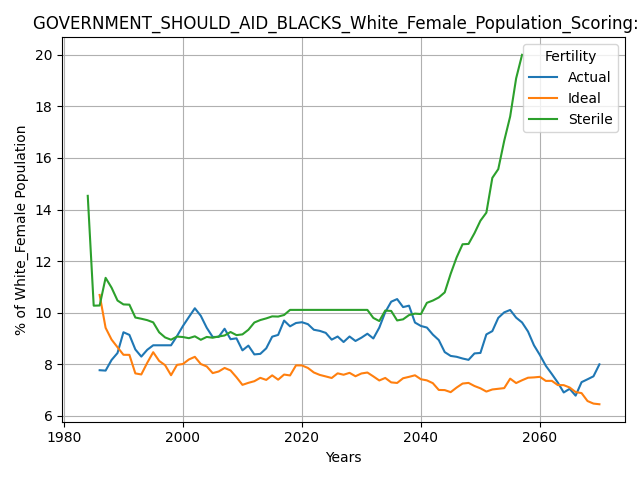 GOVERNMENT_SHOULD_AID_BLACKS_White_Female_Population_Scoring:
% of White_Female Population
20
18
16
14
12
10
8
6
Fertility
Actual
Ideal
Sterile
1980
2000
2020
2040
2060
Years